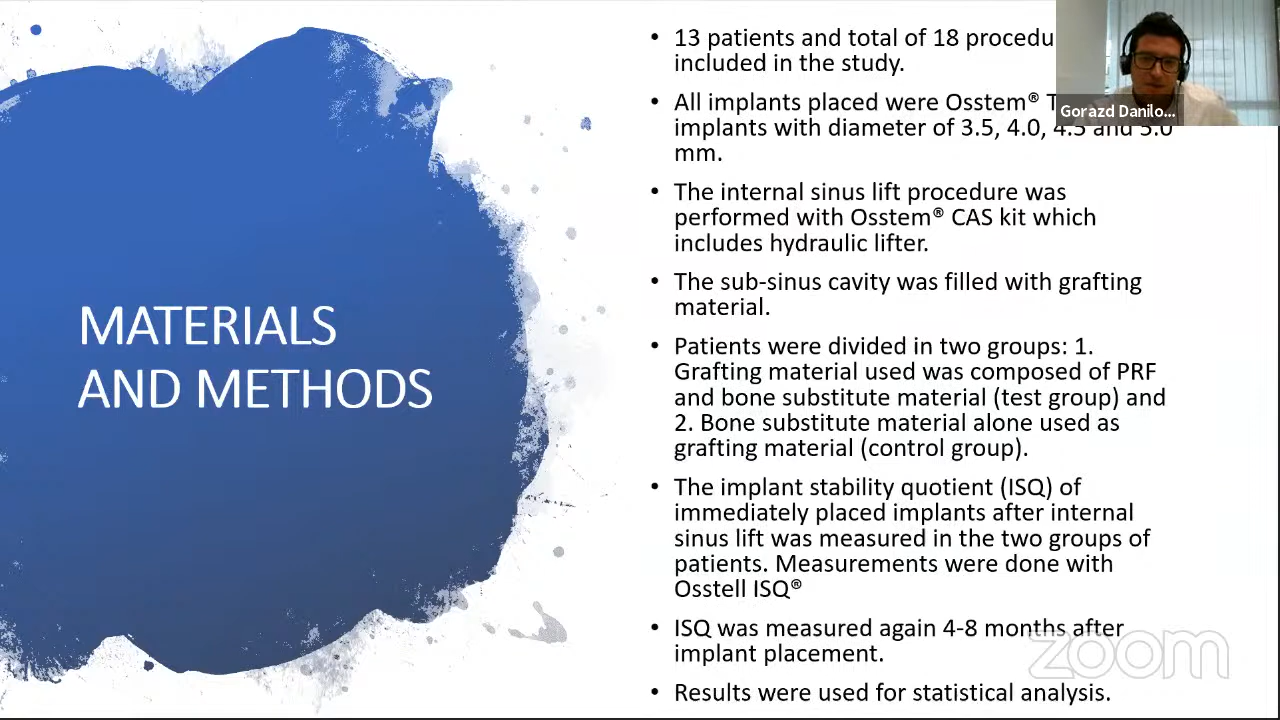 MATERIALS
AND METHODS
• 13 patients and total of 18
included in the study.
• All implants placed were Osstem®
implants with diameter of 3.5, 4.0, 4.5 and 5.0
mm.
• The internal sinus lift procedure was
performed with Osstem® CAS kit which
includes hydraulic lifter.
• The sub-sinus cavity was filled with grafting
material.
• Patients were divided in two groups: 1.
Grafting material used was composed of PRF
and bone substitute material (test group) and
2. Bone substitute material alone used as
grafting material (control group).
• The implant stability quotient (ISQ) of
immediately placed implants after internal
sinus lift was measured in the two groups of
patients. Measurements were done with
Osstell ISQ®
• ISQ was measured again 4-8 months after
implant placement.
• Results were used for statistical analysis.
Gorazd Danilo...
zoom